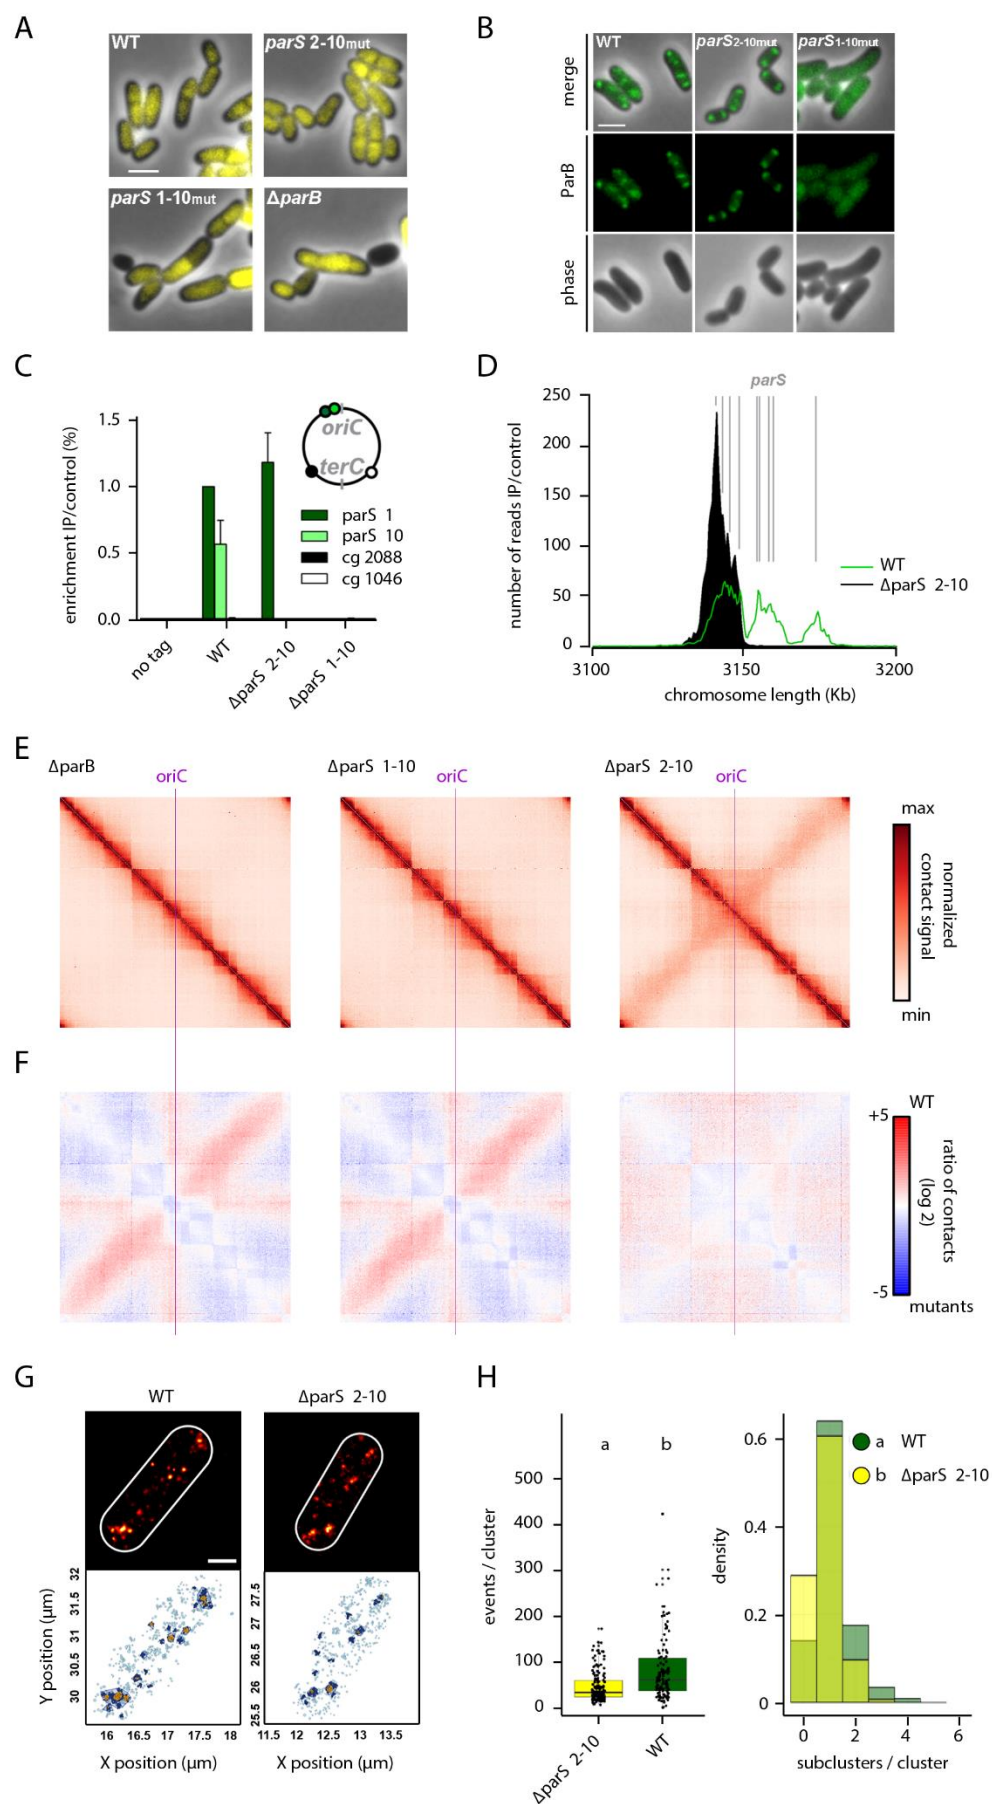 A
WT
parS 2-10mut
parS 1-10mut
ΔparB
B
WT
parS2-10mut
parS1-10mut
merge
ParB
phase
C
enrichment IP/control (%)
1.5
1.0
0.0
oriC
terC
parS 1
parS 10
cg 2088
cg 1046
no tag
WT
ΔparS 2-10
ΔparS 1-10
D
number of reads IP/control
250
200
150
100
50
0
parS
WT
ΔparS 2-10
3100
3150
3200
chromosome length (Kb)
E
ΔparB
oriC
ΔparS 1-10
oriC
ΔparS 2-10
oriC
max
normalized
contact signal
min
F
WT
+5
ratio of contacts
(log 2)
-5
mutants
G
WT
ΔparS 2-10
Y position (µm)
32
31.5
31
30.5
30
27.5
27
26.5
26
25.5
16 16.5 17 17.5 18
11.5 12 12.5 13 13.5
X position (µm)
X position (µm)
H
events / cluster
500
400
300
200
100
0
a
b
ΔparS 2-10
WT
density
0.6
0.4
0.2
0
a WT
b ΔparS 2-10
0 2 4 6
subclusters / cluster